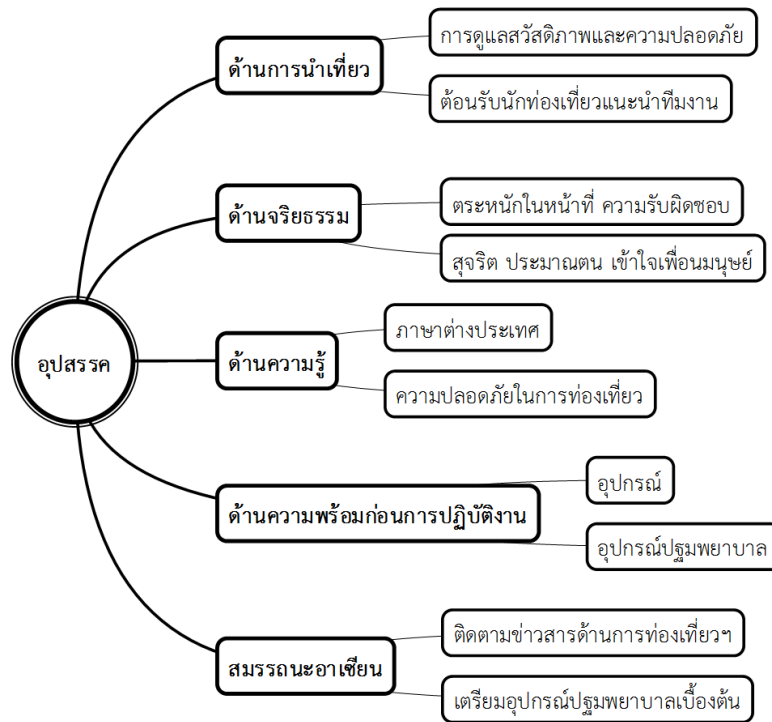 อุปสรรค
ด้านการนำเที่ยว
การดูแลสวัสดิภาพและความปลอดภัย
ต้อนรับนักท่องเที่ยวแนะนำทีมงาน
ด้านจริยธรรม
ตระหนักในหน้าที่ ความรับผิดชอบ
สุจริต ประมาณตน เข้าใจเพื่อนมนุษย์
ด้านความรู้
ภาษาต่างประเทศ
ความปลอดภัยในการท่องเที่ยว
ด้านความพร้อมก่อนการปฏิบัติงาน
อุปกรณ์
อุปกรณ์ปฐมพยาบาล
สมรรถนะอาเซียน
ติดตามข่าวสารด้านการท่องเที่ยวฯ
เตรียมอุปกรณ์ปฐมพยาบาลเบื้องต้น